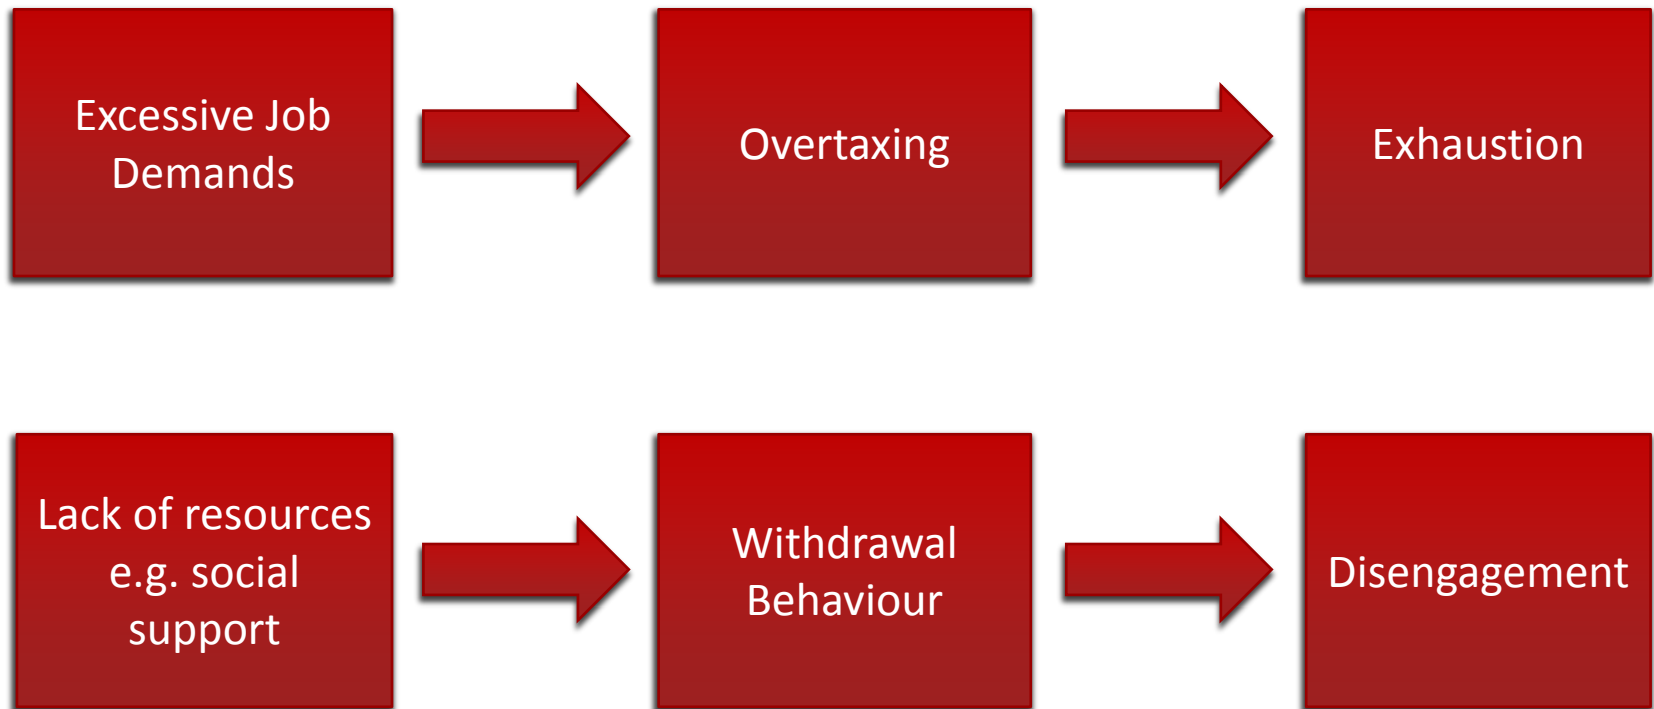 Excessive Job
Demands
Overtaxing
Exhaustion
Lack of resources
e.g. social
support
Withdrawal
Behaviour
Disengagement